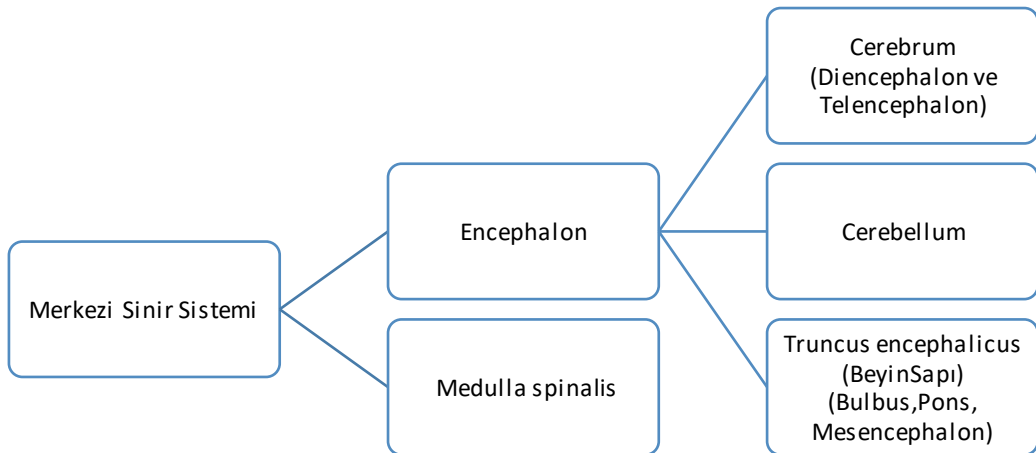 Merkezi Sinir Sistemi
Encephalon
Medulla spinalis
Cerebrum
(Diencephalon ve
Telencephalon)
Cerebellum
Truncus encephalicus
(BeyinSapı)
(Bulbus,Pons,
Mesencephalon)